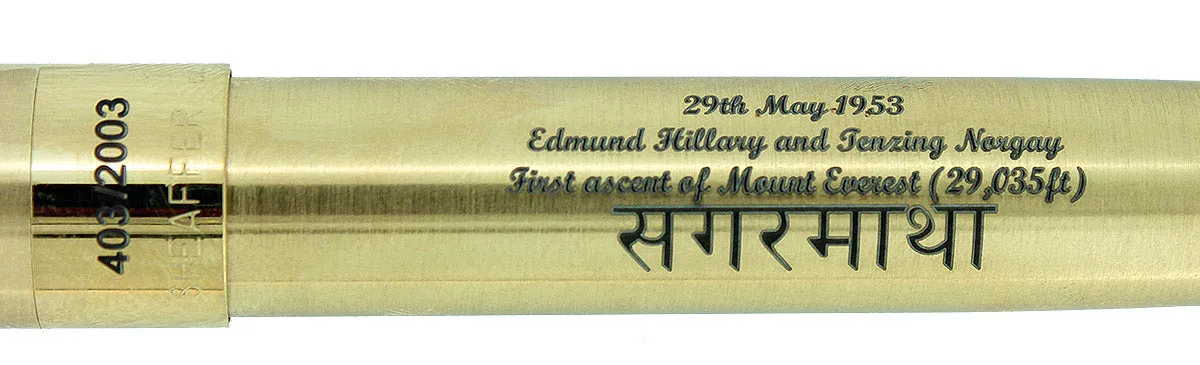 403/2003
SHEAFFER
29th May 1953
Edmund Hillary and Tenzing Norgay
First ascent of Mount Everest (29,035ft)
सगरमाथा